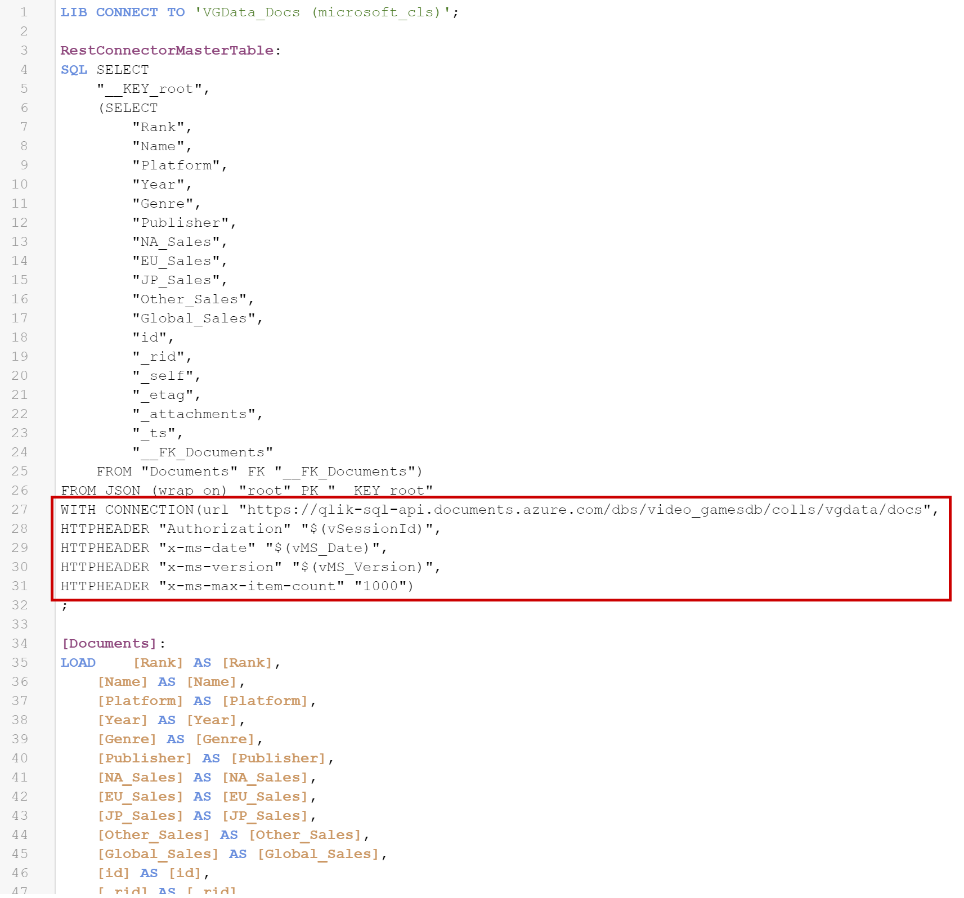 1 LIB CONNECT TO 'VGData_Docs (microsoft_cls)';
2
3 RestConnectorMasterTable:
4 SQL SELECT
5 "__KEY_root",
6 (SELECT
7 "Rank",
8 "Name",
9 "Platform",
10 "Year",
11 "Genre",
12 "Publisher",
13 "NA_Sales",
14 "EU_Sales",
15 "JP_Sales",
16 "Other_Sales",
17 "Global_Sales",
18 "id",
19 "_rid",
20 "_self",
21 "_etag",
22 "_attachments",
23 "_ts",
24 "__FK_Documents"
25 FROM "Documents" FK "__FK_Documents")
26 FROM JSON (wrap on) "root" PK "__KEY_root"
27 WITH CONNECTION(url "https://qlik-sql-api.documents.azure.com/dbs/video_gamesdb/colls/vgdata/docs",
28 HTTPHEADER "Authorization" "$(vSessionId)",
29 HTTPHEADER "x-ms-date" "$(vMS_Date)",
30 HTTPHEADER "x-ms-version" "$(vMS_Version)",
31 HTTPHEADER "x-ms-max-item-count" "1000")
32 ;
33
34 [Documents]:
35 LOAD [Rank] AS [Rank],
36 [Name] AS [Name],
37 [Platform] AS [Platform],
38 [Year] AS [Year],
39 [Genre] AS [Genre],
40 [Publisher] AS [Publisher],
41 [NA_Sales] AS [NA_Sales],
42 [EU_Sales] AS [EU_Sales],
43 [JP_Sales] AS [JP_Sales],
44 [Other_Sales] AS [Other_Sales],
45 [Global_Sales] AS [Global_Sales],
46 [id] AS [id],
47 [_rid] AS [_rid]